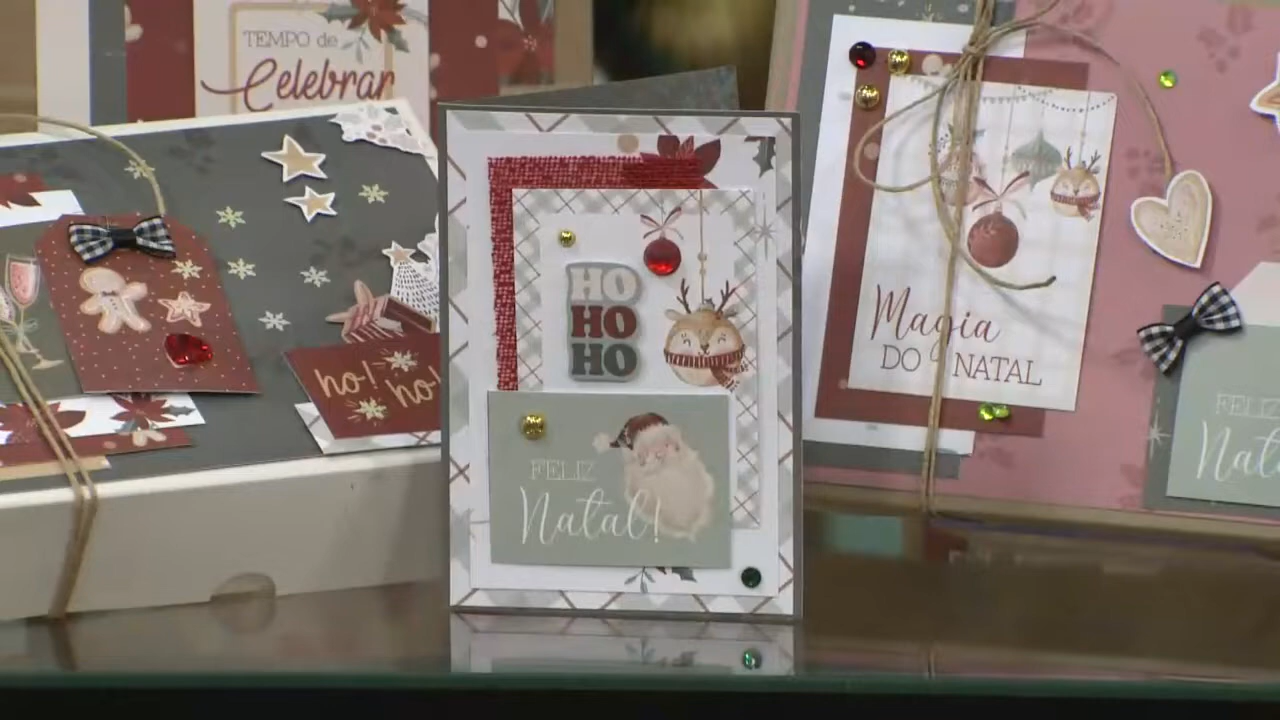 TEMPO de
Celebrar
ho! ho!
HO
HO
HO
FELIZ
Natal!
Magia
DO NATAL
FELIZ
Nata